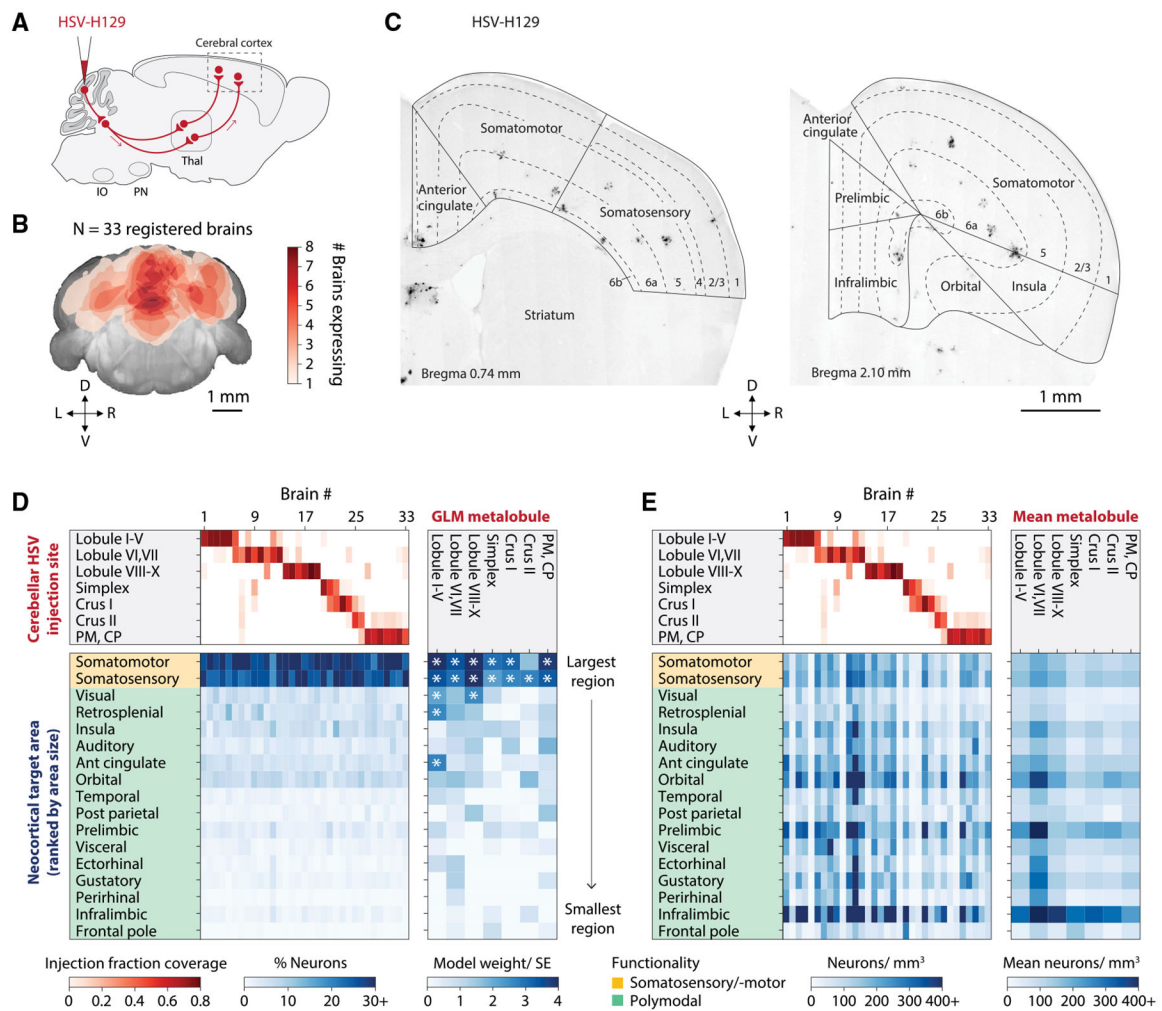 A
HSV-H129
Cerebral cortex
Thal
IO
PN
B
N = 33 registered brains
8
7
6
5
4
3
2
1
# Brains expressing
D
L
R
V
1 mm
C
HSV-H129
Somatomotor
Anterior
cingulate
Somatosensory
6b
6a
5
4
2/3
1
Striatum
Bregma 0.74 mm
Anterior
cingulate
Prelimbic
Somatomotor
6b
6a
5
2/3
1
Infralimbic
Orbital
Insula
Bregma 2.10 mm
D
L
R
V
1 mm
D
Brain #
1
9
17
25
33
GLM metalobule
Cerebellar HSV
injection site
Lobule I-V
Lobule VI,VII
Lobule VIII-X
Simplex
Crus I
Crus II
PM, CP
Lobule I-V
Lobule VI,VII
Lobule VIII-X
Simplex
Crus I
Crus II
PM, CP
Neocortical target area
(ranked by area size)
Somatomotor
Somatosensory
Visual
Retrosplenial
Insula
Auditory
Ant cingulate
Orbital
Temporal
Post parietal
Prelimbic
Visceral
Ectorhinal
Gustatory
Perirhinal
Infralimbic
Frontal pole
* * * * * *
* * * * * * *
* *
*
*
Largest
region
Smallest
region
Injection fraction coverage
0 0.2 0.4 0.6 0.8
% Neurons
0 10 20 30+
Model weight/ SE
0 1 2 3 4
E
Brain #
1
9
17
25
33
Mean metalobule
Lobule I-V
Lobule VI,VII
Lobule VIII-X
Simplex
Crus I
Crus II
PM, CP
Lobule I-V
Lobule VI,VII
Lobule VIII-X
Simplex
Crus I
Crus II
PM, CP
Somatomotor
Somatosensory
Visual
Retrosplenial
Insula
Auditory
Ant cingulate
Orbital
Temporal
Post parietal
Prelimbic
Visceral
Ectorhinal
Gustatory
Perirhinal
Infralimbic
Frontal pole
Functionality
Somatosensory/-motor
Polymodal
Neurons/ mm³
0 100 200 300 400+
Mean neurons/ mm³
0 100 200 300 400+